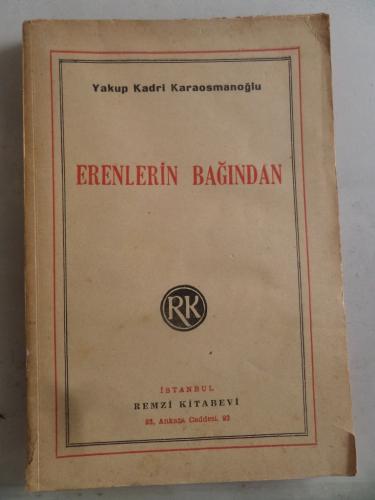 Yakup Kadri Karaosmanoğlu
ERENLERİN BAĞINDAN
RK
İSTANBUL
REMZİ KİTABEVİ
93, Ankara Caddesi, 93